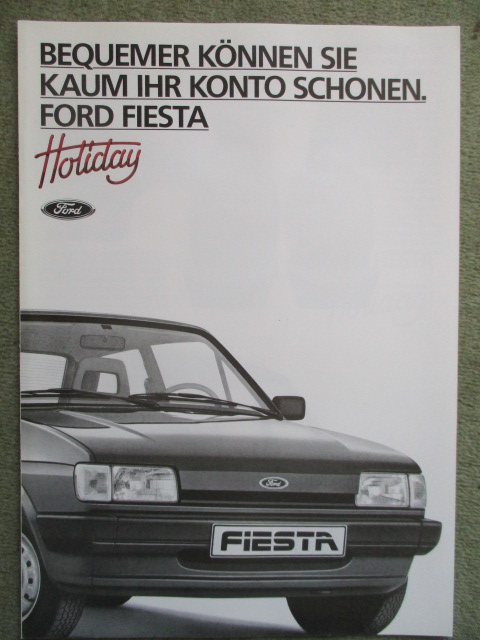 BEQUEMER KÖNNEN SIE
KAUM IHR KONTO SCHONEN.
FORD FIESTA
Holiday
Ford
Ford
FIESTA